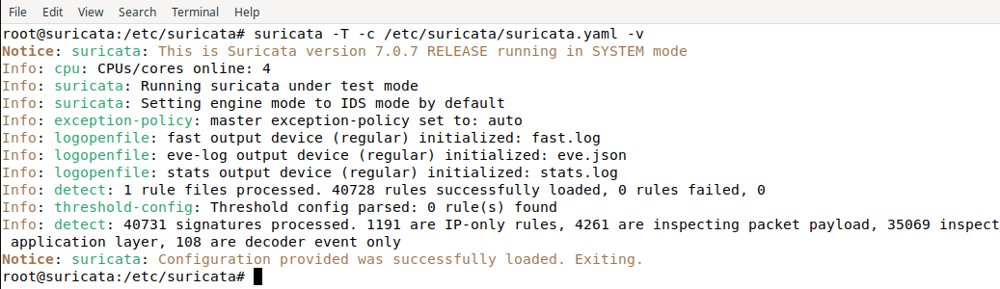 File Edit View Search Terminal Help
root@suricata:/etc/suricata# suricata -T -c /etc/suricata/suricata.yaml -v
Notice: suricata: This is Suricata version 7.0.7 RELEASE running in SYSTEM mode
Info: cpu: CPUs/cores online: 4
Info: suricata: Running suricata under test mode
Info: suricata: Setting engine mode to IDS mode by default
Info: exception-policy: master exception-policy set to: auto
Info: logopenfile: fast output device (regular) initialized: fast.log
Info: logopenfile: eve-log output device (regular) initialized: eve.json
Info: logopenfile: stats output device (regular) initialized: stats.log
Info: detect: 1 rule files processed. 40728 rules successfully loaded, 0 rules failed, 0
Info: threshold-config: Threshold config parsed: 0 rule(s) found
Info: detect: 40731 signatures processed. 1191 are IP-only rules, 4261 are inspecting packet payload, 35069 inspect
application layer, 108 are decoder event only
Notice: suricata: Configuration provided was successfully loaded. Exiting.
root@suricata:/etc/suricata#